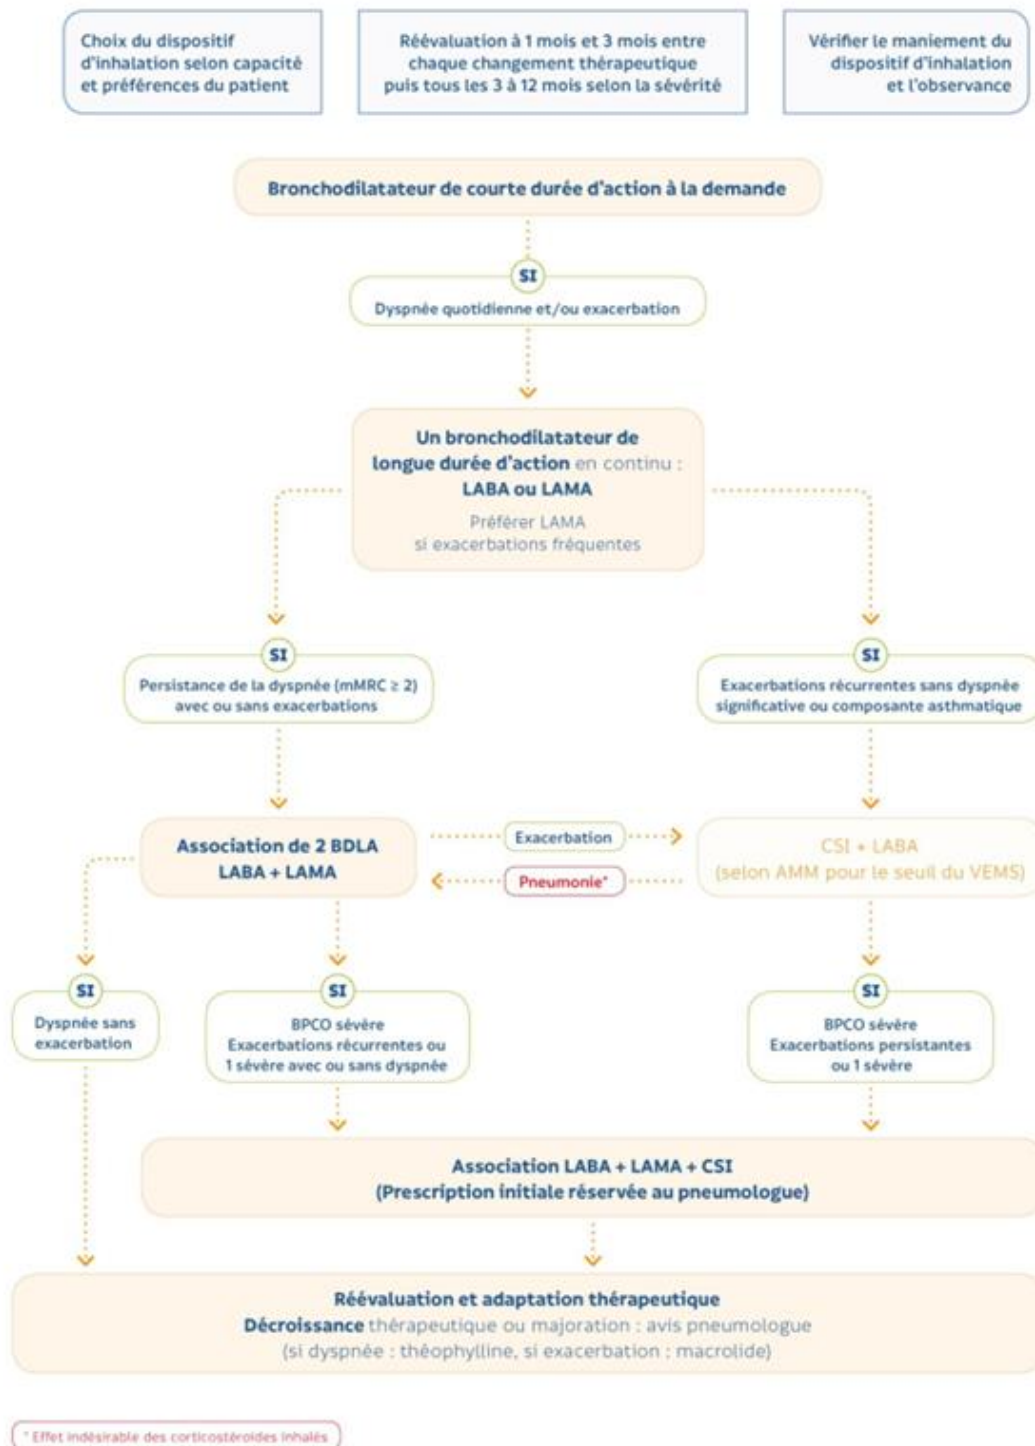 Choix du dispositif
d'inhalation selon capacité
et préférences du patient
Réévaluation à 1 mois et 3 mois entre
chaque changement thérapeutique
puis tous les 3 à 12 mois selon la sévérité
Vérifier le maniement du
dispositif d'inhalation
et l'observance
Bronchodilatateur de courte durée d'action à la demande
SI
Dyspnée quotidienne et/ou exacerbation
Un bronchodilatateur de
longue durée d'action en continu :
LABA ou LAMA
Préférer LAMA
si exacerbations fréquentes
SI
Persistance de la dyspnée (mMRC ≥ 2)
avec ou sans exacerbations
SI
Exacerbations récurrentes sans dyspnée
significative ou composante asthmatique
Association de 2 BDLA
LABA + LAMA
Exacerbation
Pneumonie*
CSI + LABA
(selon AMM pour le seuil du VEMS)
SI
Dyspnée sans
exacerbation
SI
BPCO sévère
Exacerbations récurrentes ou
1 sévère avec ou sans dyspnée
SI
BPCO sévère
Exacerbations persistantes
ou 1 sévère
Association LABA + LAMA + CSI
(Prescription initiale réservée au pneumologue)
Réévaluation et adaptation thérapeutique
Décroissance thérapeutique ou majoration : avis pneumologue
(si dyspnée : théophylline, si exacerbation : macrolide)
* Effet indésirable des corticostéroïdes inhalés